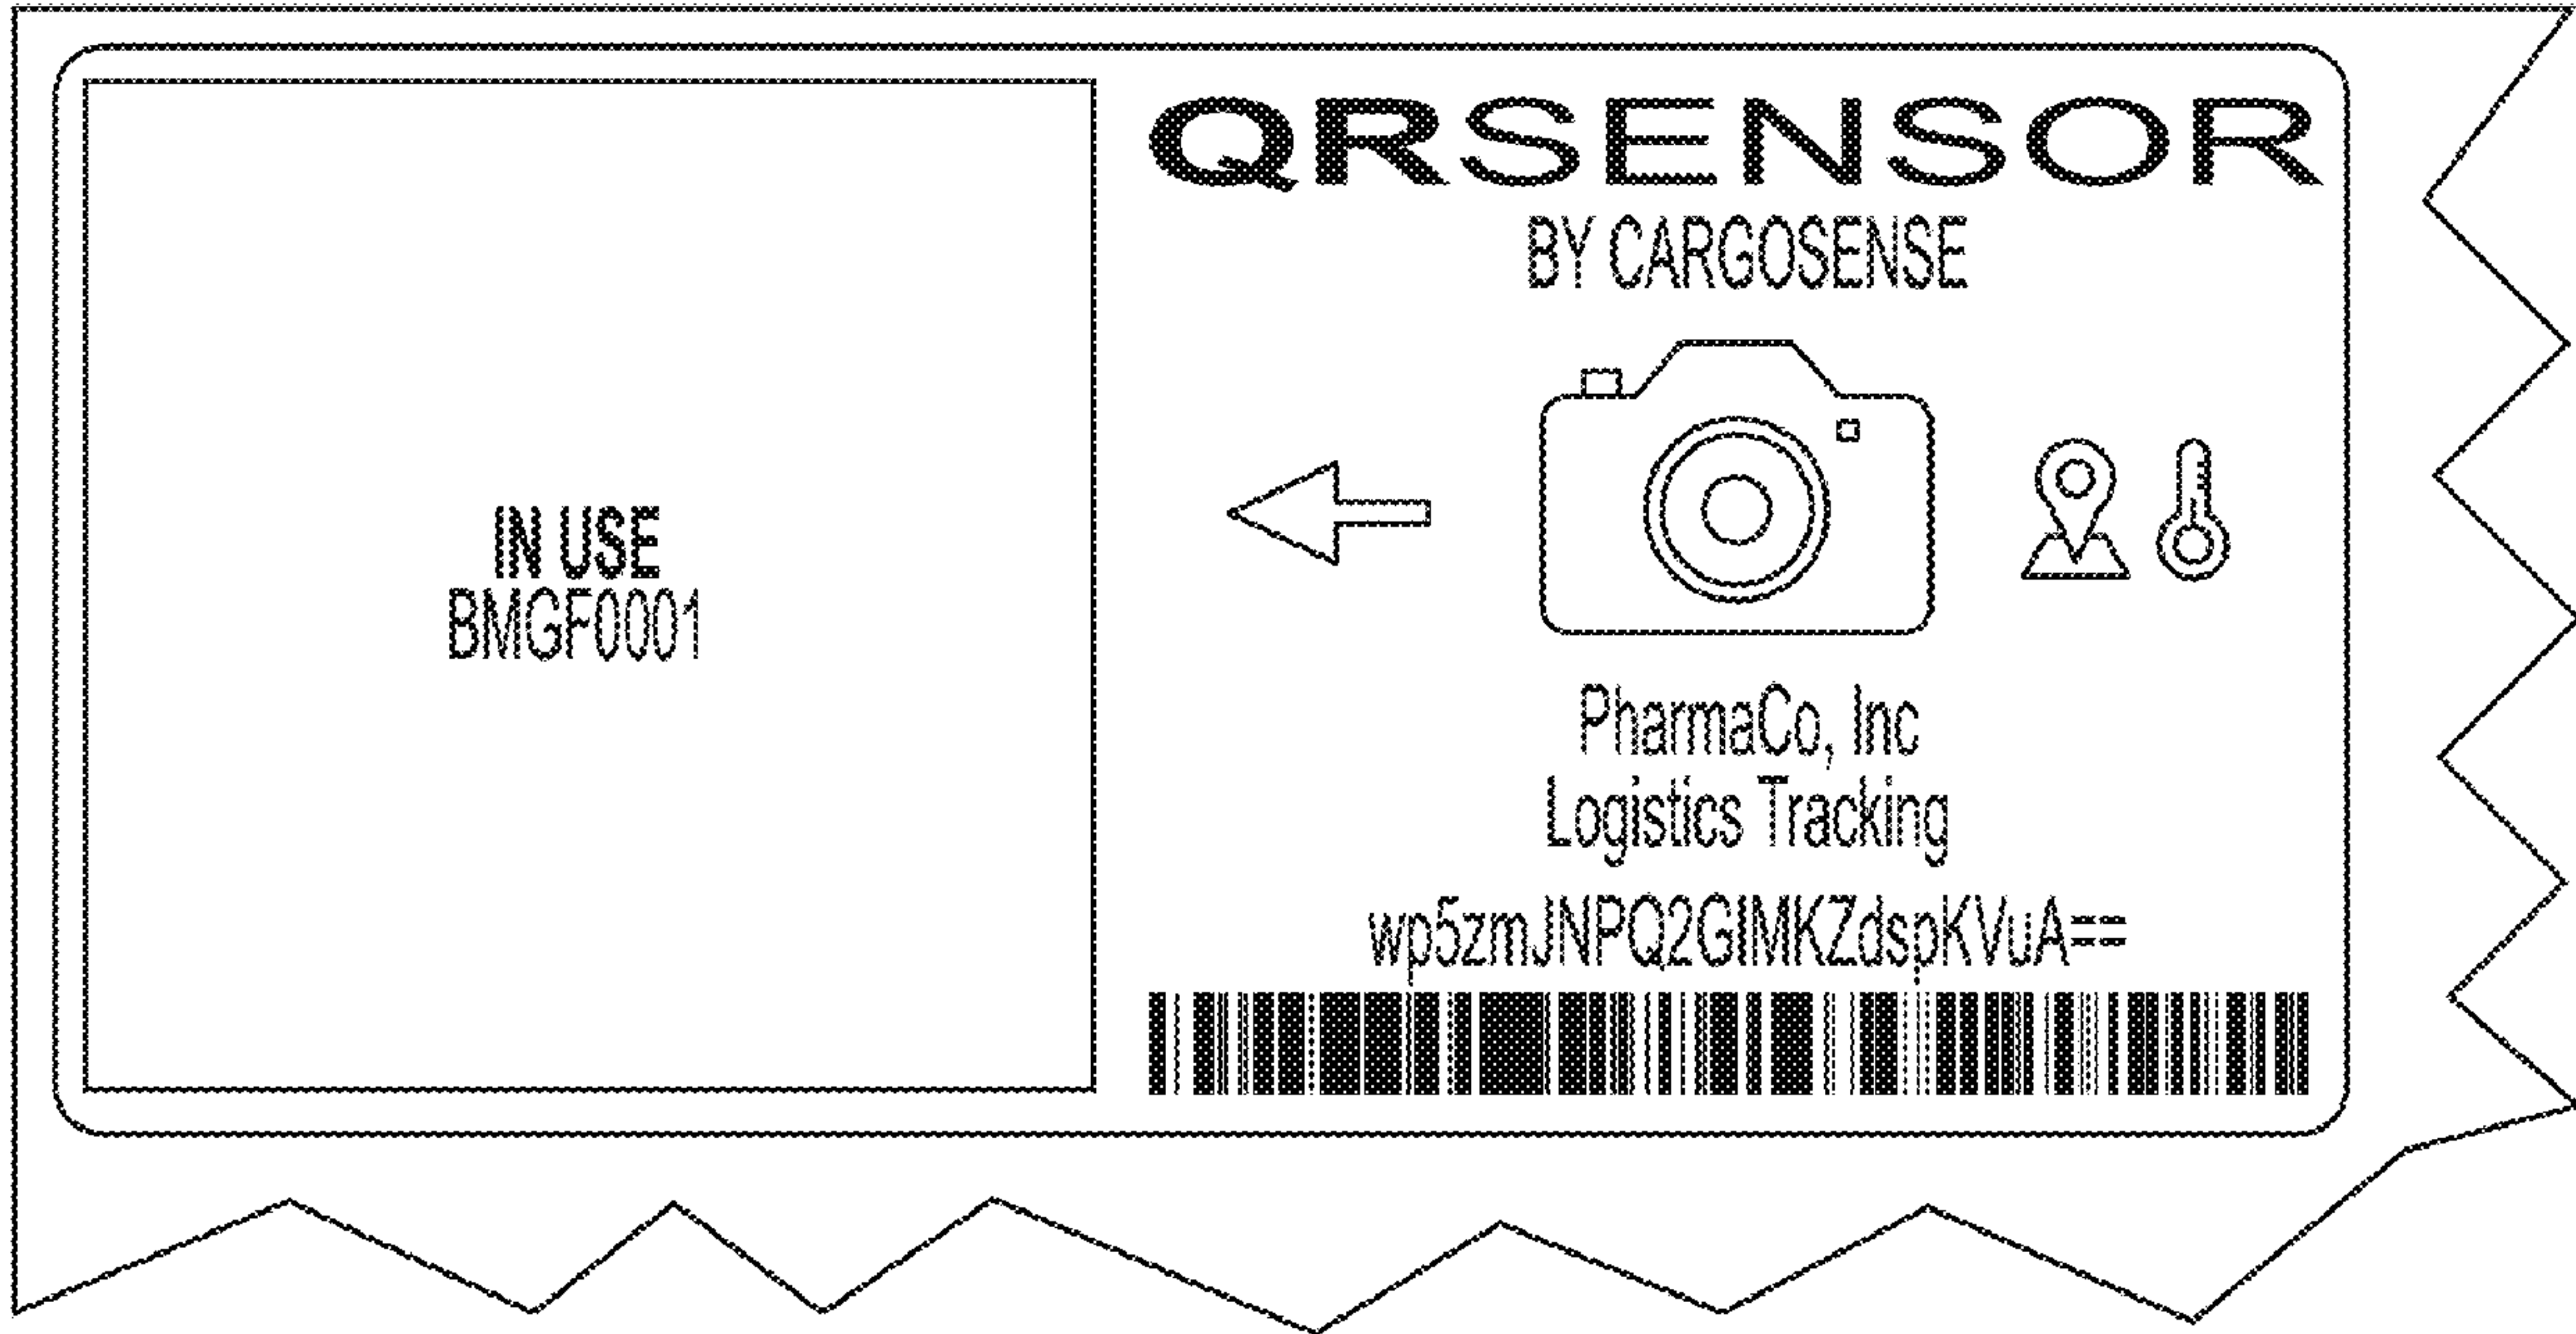 IN USE
BMGF0001
QRSENSOR
BY CARGOSENSE
PharmaCo, Inc
Logistics Tracking
wp5zmJNPQ2GIMKZdspKVuA==